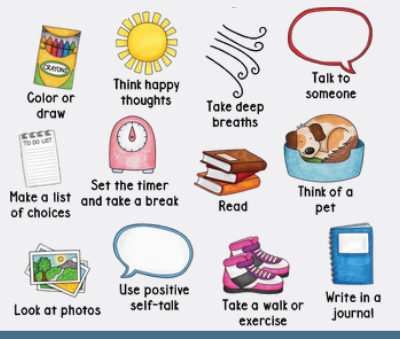 CRAYONS
Color or
draw
Think happy
thoughts
Take deep
breaths
Talk to
someone
TO DO LIST
Make a list
of choices
Set the timer
and take a break
Read
Think of a
pet
Look at photos
Use positive
self-talk
Take a walk or
exercise
Write in a
journal